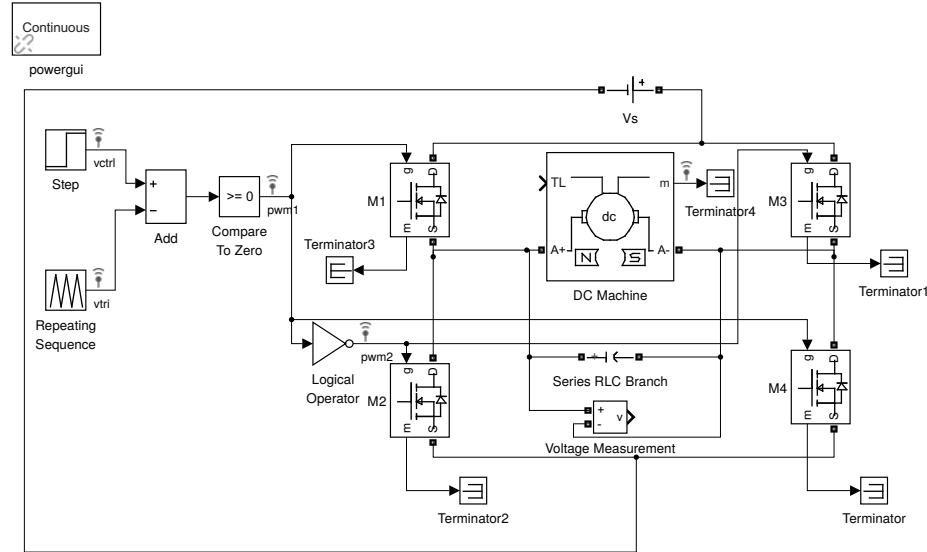 Continuous
powergui
+
Vs
Step
vctrl
+
−
Add
>= 0
Compare
To Zero
pwm1
Repeating
Sequence
vtri
Logical
Operator
pwm2
g
D
M1
m
S
Terminator3
TL
m
dc
A+
A-
N
S
DC Machine
Terminator4
g
D
M3
m
S
Terminator1
g
D
M2
m
S
Terminator2
+
Series RLC Branch
+
-
v
Voltage Measurement
g
D
M4
m
S
Terminator